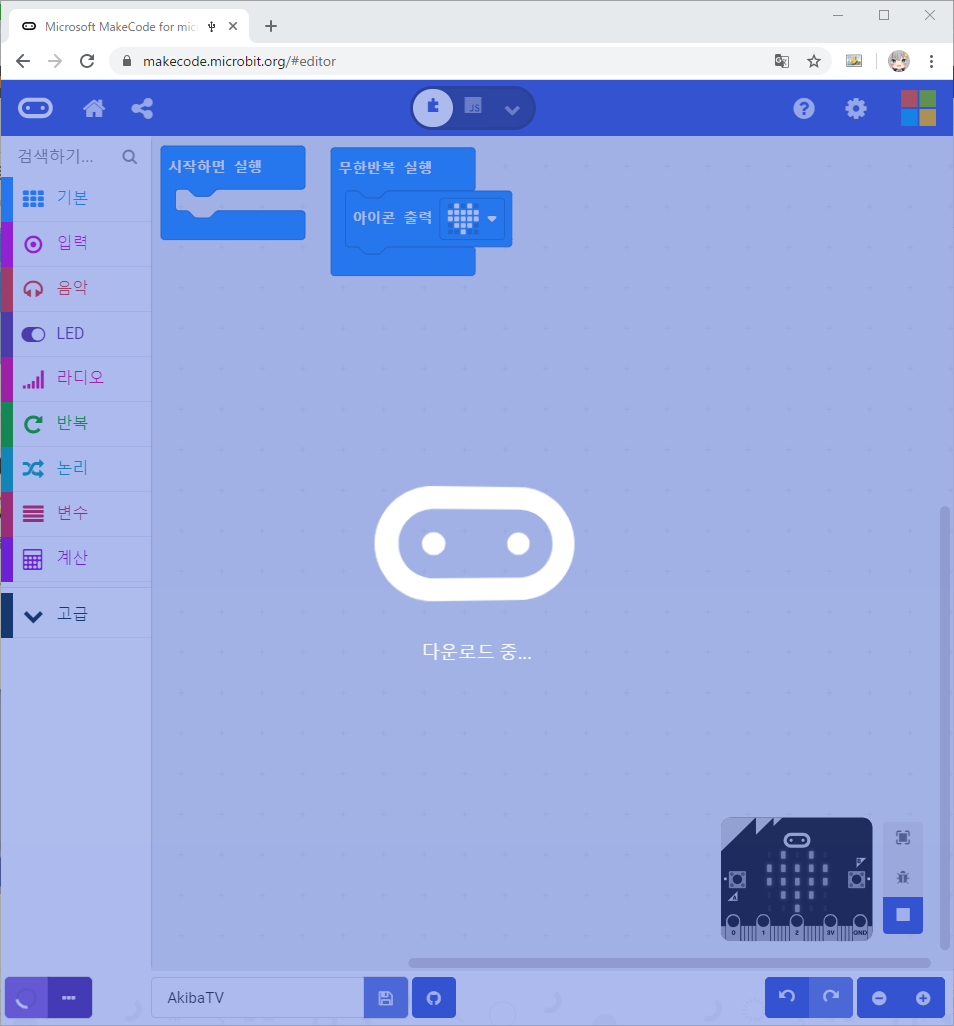 Microsoft MakeCode for mic
makecode.microbit.org/#editor
JS
검색하기...
기본
입력
음악
LED
라디오
반복
논리
변수
계산
고급
시작하면 실행
무한반복 실행
아이콘 출력
다운로드 중...
B
A
0 1 2 3V GND
AkibaTV